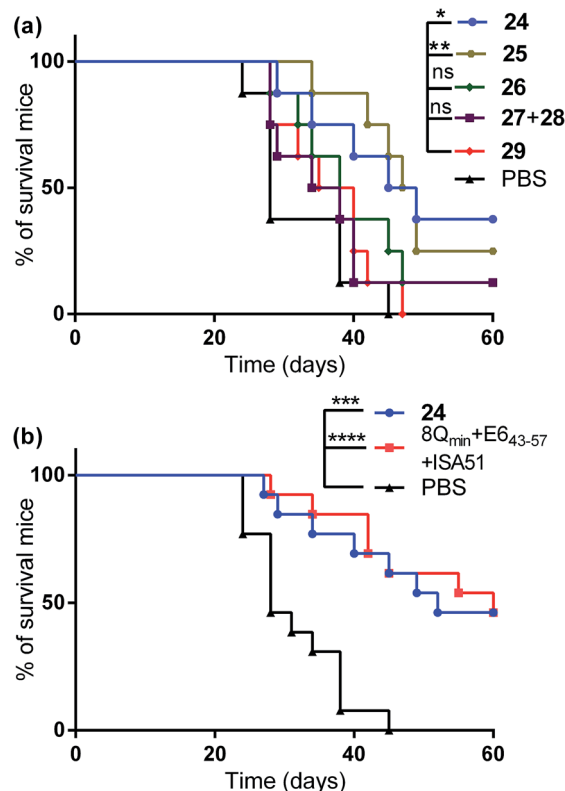 (a)
* 24
** 25
ns 26
ns 27+28
29
PBS
100
50
0
% of survival mice
0 20 40 60
Time (days)
(b)
*** 24
**** 8Qmin+E643-57
+ISA51
PBS
100
50
0
% of survival mice
0 20 40 60
Time (days)